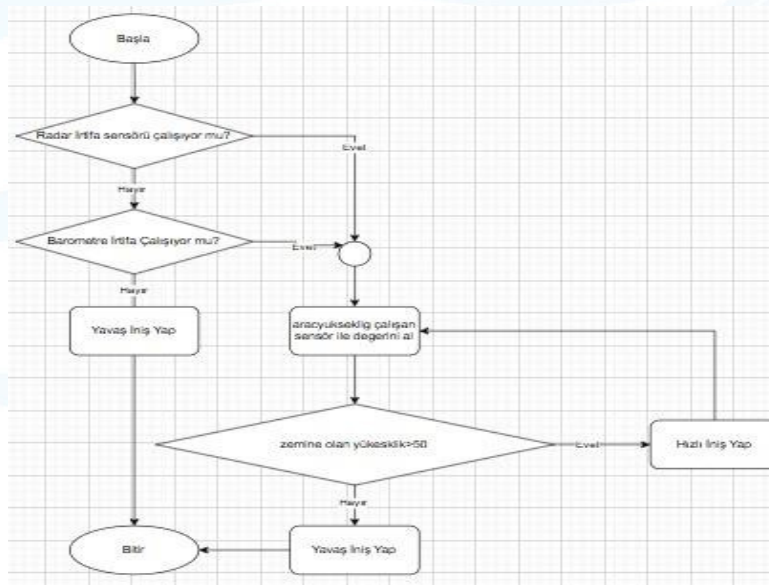 Başla
Radar İrtifa sensörü çalışıyor mu?
Evet
Hayır
Barometre İrtifa Çalışıyor mu?
Evet
Hayır
Yavaş İniş Yap
aracyukseklig çalışan
sensör ile degerini al
zemine olan yükesklik>50
Evet
Hızlı İniş Yap
Hayır
Bitir
Yavaş İniş Yap